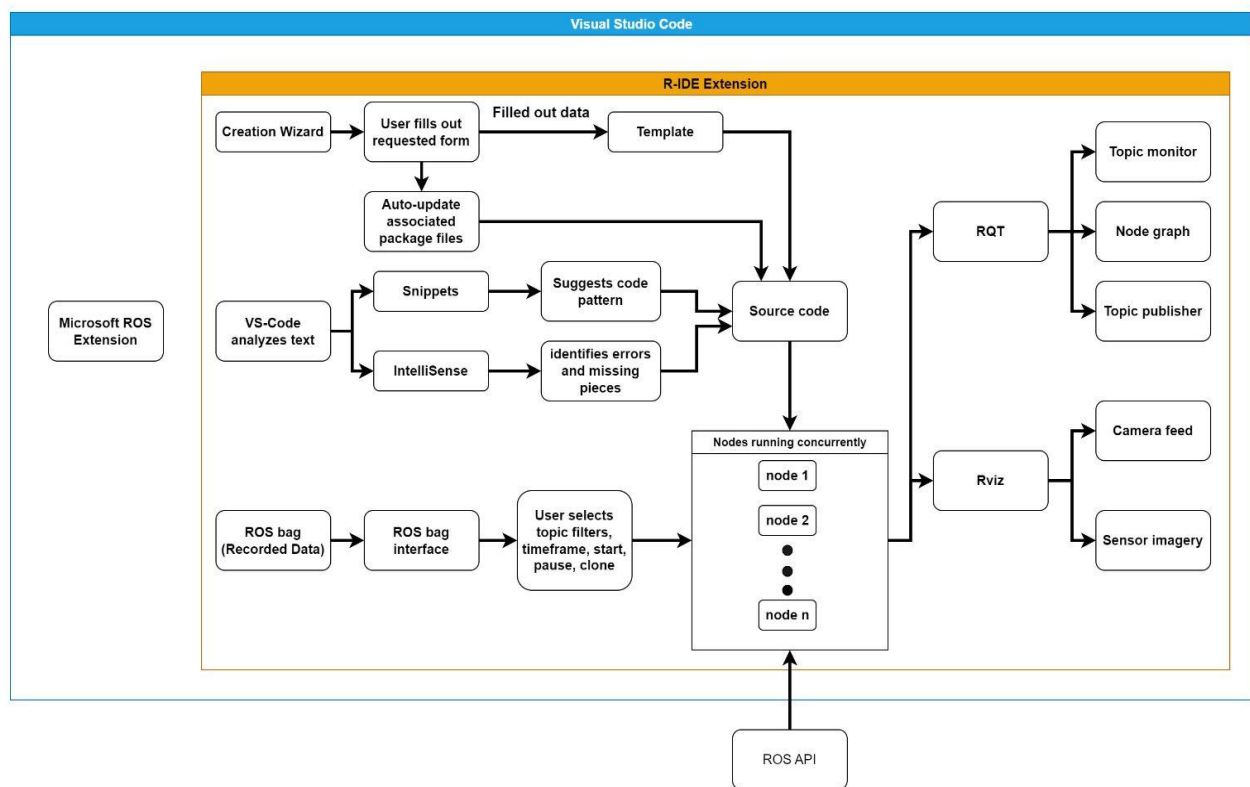 Visual Studio Code
R-IDE Extension
Creation Wizard
User fills out
requested form
Filled out data
Template
Auto-update
associated
package files
Topic monitor
RQT
Node graph
Topic publisher
Microsoft ROS
Extension
VS-Code
analyzes text
Snippets
Suggests code
pattern
IntelliSense
identifies errors
and missing
pieces
Source code
Nodes running concurrently
node 1
node 2
node n
ROS bag
(Recorded Data)
ROS bag
interface
User selects
topic filters,
timeframe, start,
pause, clone
Rviz
Camera feed
Sensor imagery
ROS API